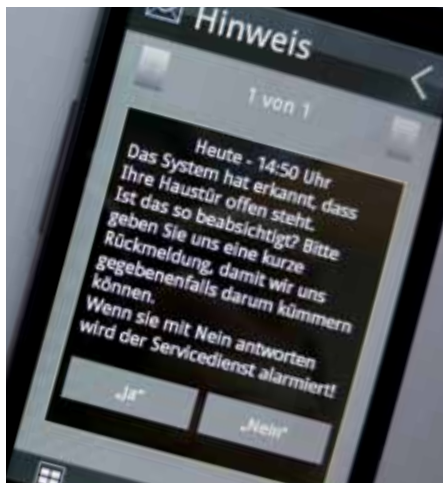 Hinweis
1 von 1
Heute - 14:50 Uhr
Das System hat erkannt, dass
Ihre Haustür offen steht.
Ist das so beabsichtigt? Bitte
geben Sie uns eine kurze
Rückmeldung, damit wir uns
gegebenenfalls darum kümmern
können.
Wenn sie mit Nein antworten
wird der Servicedienst alarmiert!
„Ja“
„Nein“